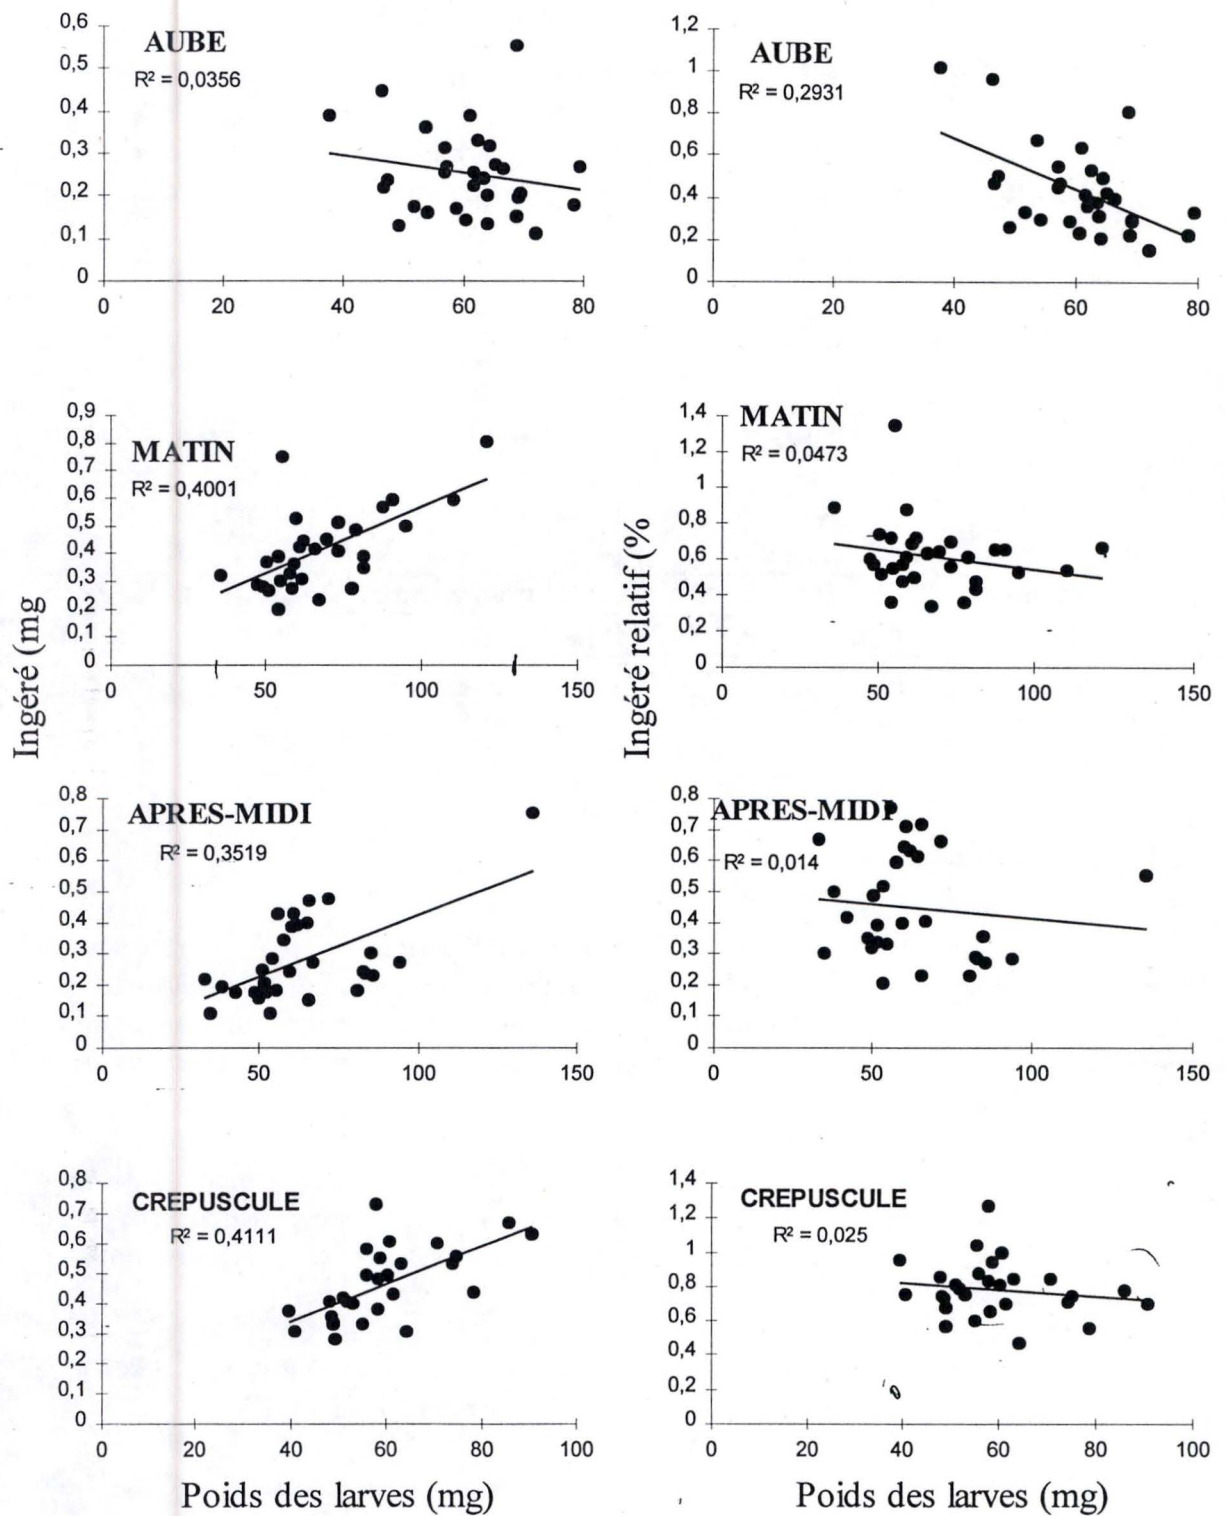 AUBE
R² = 0,0356
0,6
0,5
0,4
0,3
0,2
0,1
0
0 20 40 60 80
AUBE
R² = 0,2931
1,2
1
0,8
0,6
0,4
0,2
0
0 20 40 60 80
MATIN
R² = 0,4001
0,9
0,8
0,7
0,6
0,5
0,4
0,3
0,2
0,1
0
0 50 100 150
MATIN
R² = 0,0473
1,4
1,2
1
0,8
0,6
0,4
0,2
0
0 50 100 150
Ingéré (mg
Ingéré relatif (%
APRES-MIDI
R² = 0,3519
0,8
0,7
0,6
0,5
0,4
0,3
0,2
0,1
0
0 50 100 150
APRES-MIDI
R² = 0,014
0,8
0,7
0,6
0,5
0,4
0,3
0,2
0,1
0
0 50 100 150
CREPUSCULE
R² = 0,4111
0,8
0,7
0,6
0,5
0,4
0,3
0,2
0,1
0
0 20 40 60 80 100
CREPUSCULE
R² = 0,025
1,4
1,2
1
0,8
0,6
0,4
0,2
0
0 20 40 60 80 100
Poids des larves (mg)
Poids des larves (mg)